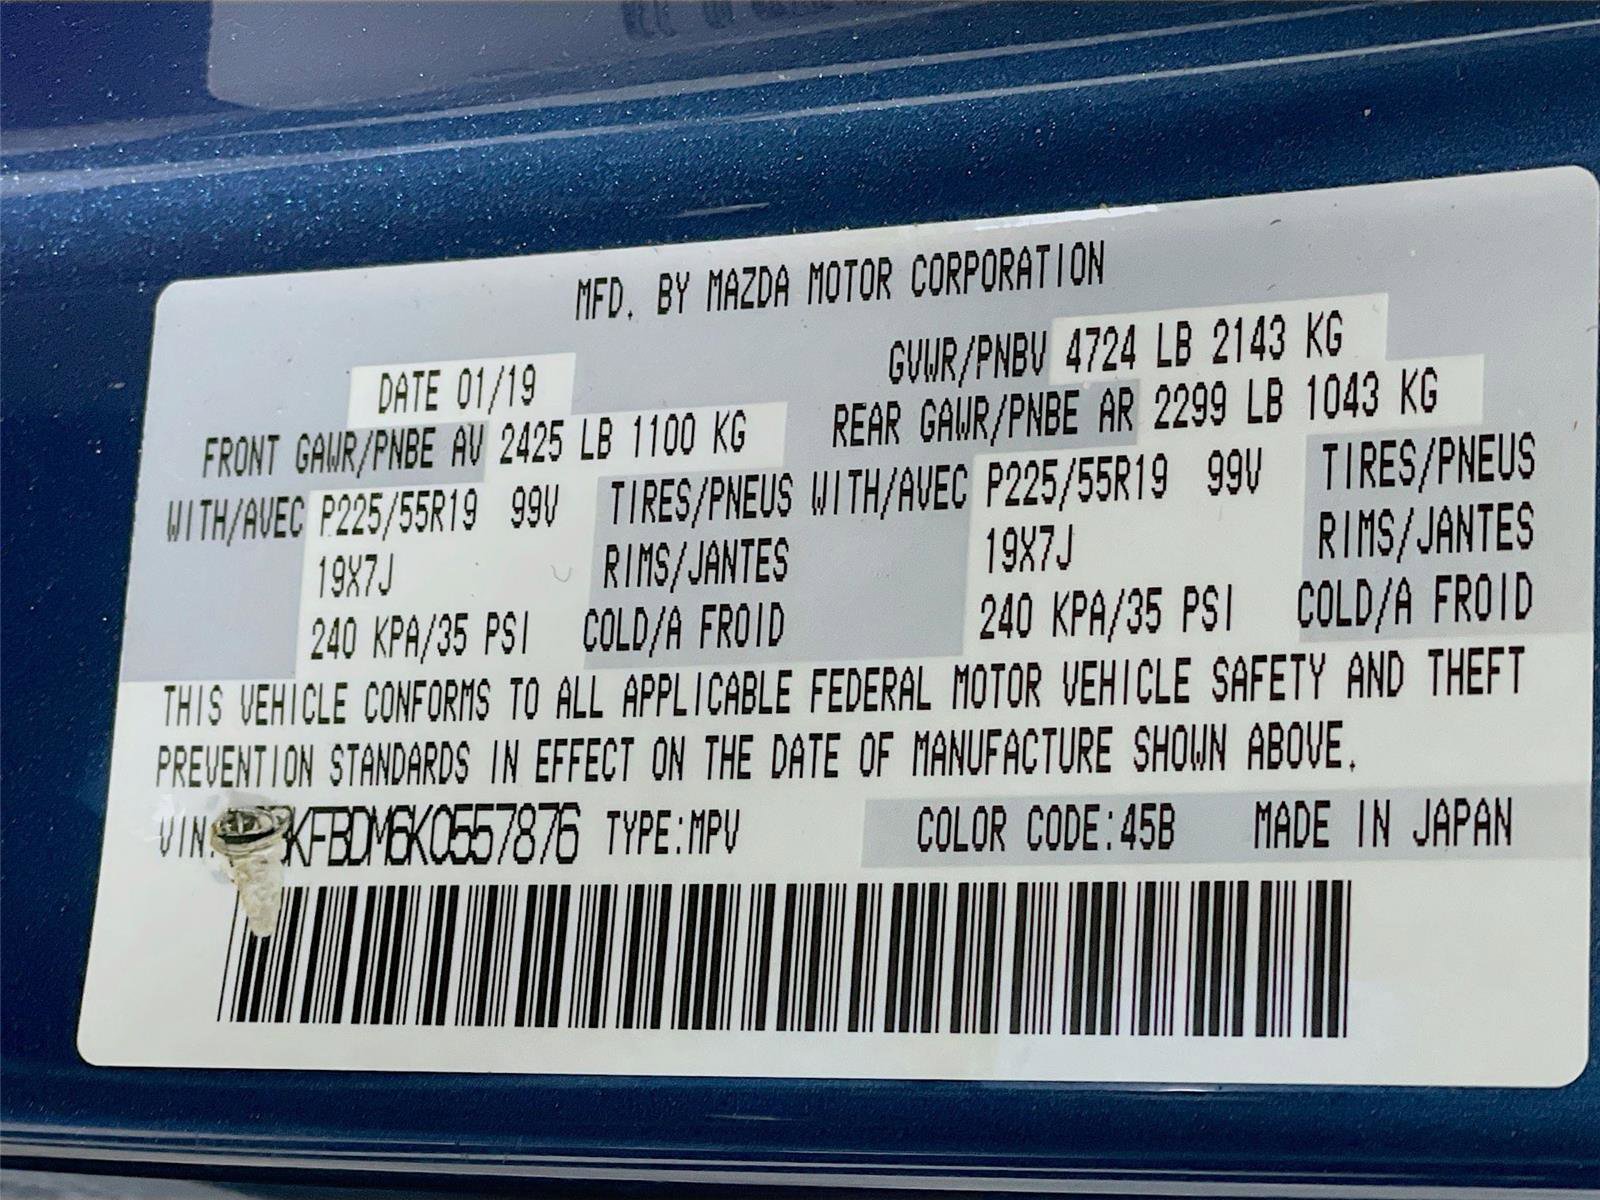 MFD. BY MAZDA MOTOR CORPORATION
DATE 01/19
GVWR/PNBV 4724 LB 2143 KG
FRONT GAWR/PNBE AV 2425 LB 1100 KG
REAR GAWR/PNBE AR 2299 LB 1043 KG
WITH/AVEC P225/55R19 99V TIRES/PNEUS WITH/AVEC P225/55R19 99V TIRES/PNEUS
19X7J RIMS/JANTES 19X7J RIMS/JANTES
240 KPA/35 PSI COLD/A FROID 240 KPA/35 PSI COLD/A FROID
THIS VEHICLE CONFORMS TO ALL APPLICABLE FEDERAL MOTOR VEHICLE SAFETY AND THEFT
PREVENTION STANDARDS IN EFFECT ON THE DATE OF MANUFACTURE SHOWN ABOVE.
VIN: KFBDM6K0557876 TYPE:MPV COLOR CODE:45B MADE IN JAPAN